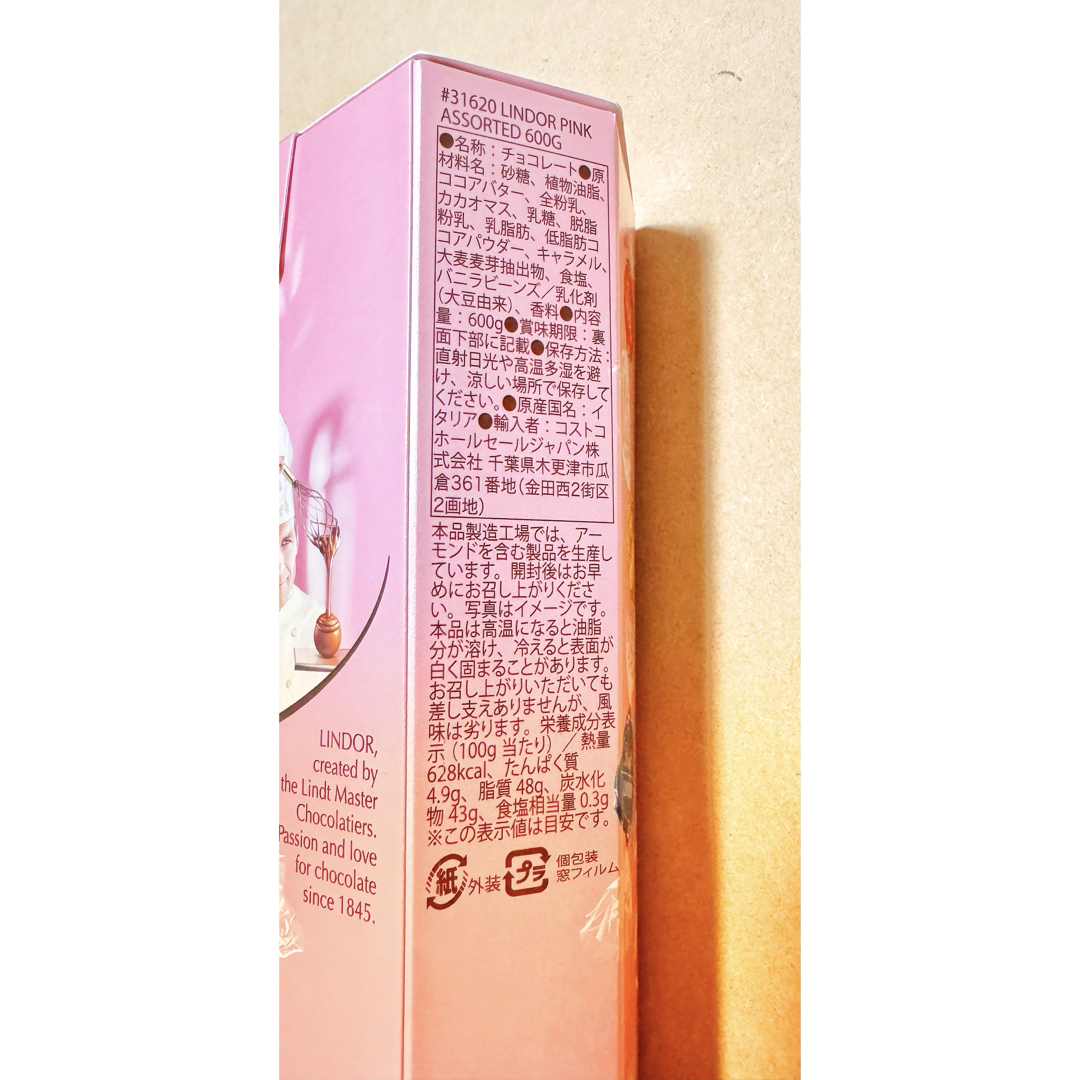 #31620 LINDOR PINK
ASSORTED 600G
●名称：チョコレート●原
材料名：砂糖、植物油脂、
ココアバター、全粉乳、
カカオマス、乳糖、脱脂
粉乳、乳脂肪、低脂肪コ
コアパウダー、キャラメル、
大麦麦芽抽出物、食塩、
バニラビーンズ／乳化剤
（大豆由来）、香料●内容
量：600g●賞味期限：裏
面下部に記載●保存方法：
直射日光や高温多湿を避
け、涼しい場所で保存して
ください。●原産国名：イ
タリア●輸入者：コストコ
ホールセールジャパン株
式会社 千葉県木更津市瓜
倉361番地（金田西2街区
2画地）
本品製造工場では、アー
モンドを含む製品を生産し
ています。開封後はお早
めにお召し上がりくださ
い。写真はイメージです。
本品は高温になると油脂
分が溶け、冷えると表面が
白く固まることがあります。
お召し上がりいただいても
差し支えありませんが、風
味は劣ります。栄養成分表
示（100g 当たり）／熱量
628kcal、たんぱく質
4.9g、脂質 48g、炭水化
物 43g、食塩相当量 0.3g
※この表示値は目安です。
紙 外装 プラ 個包装
窓フィルム
LINDOR,
created by
the Lindt Master
Chocolatiers.
Passion and love
for chocolate
since 1845.